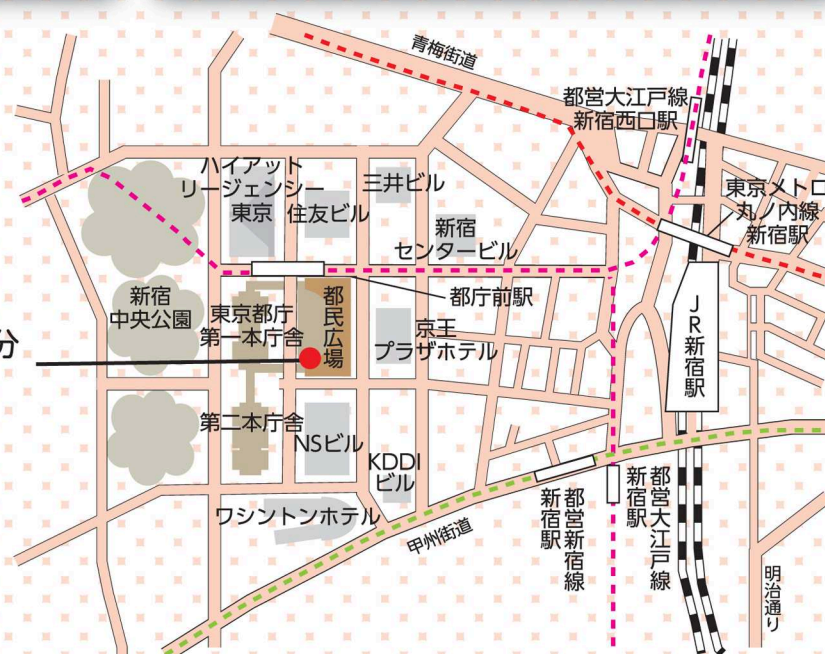 青梅街道
都営大江戸線
新宿西口駅
ハイアット
リージェンシー
東京
住友ビル
三井ビル
新宿
センタービル
東京メトロ
丸ノ内線
新宿駅
都庁前駅
新宿
中央公園
東京都庁
第一本庁舎
都民広場
京王
プラザホテル
JR新宿駅
分
第二本庁舎
NSビル
KDDI
ビル
ワシントンホテル
甲州街道
都営新宿線
新宿駅
都営大江戸線
新宿駅
明治通り